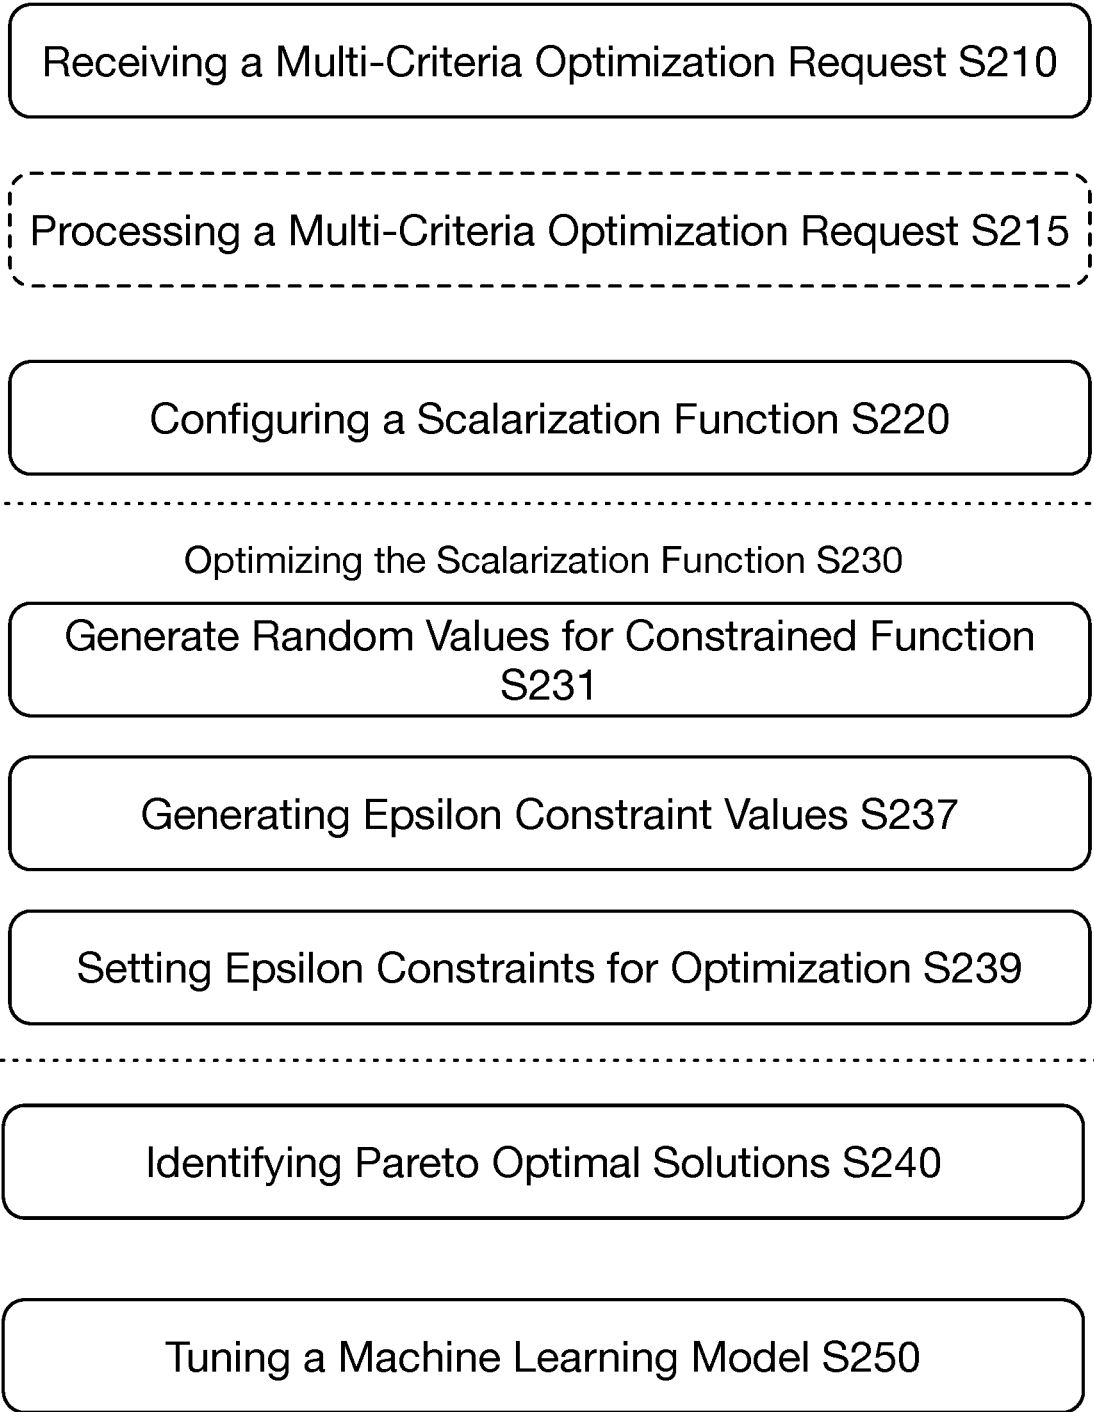 Receiving a Multi-Criteria Optimization Request S210
Processing a Multi-Criteria Optimization Request S215
Configuring a Scalarization Function S220
Optimizing the Scalarization Function S230
Generate Random Values for Constrained Function
S231
Generating Epsilon Constraint Values S237
Setting Epsilon Constraints for Optimization S239
Identifying Pareto Optimal Solutions S240
Tuning a Machine Learning Model S250